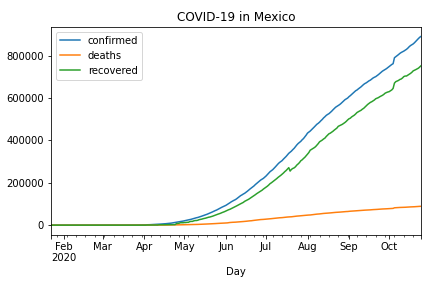 COVID-19 in Mexico
confirmed
deaths
recovered
800000
600000
400000
200000
0
Feb Mar Apr May Jun Jul Aug Sep Oct
2020
Day